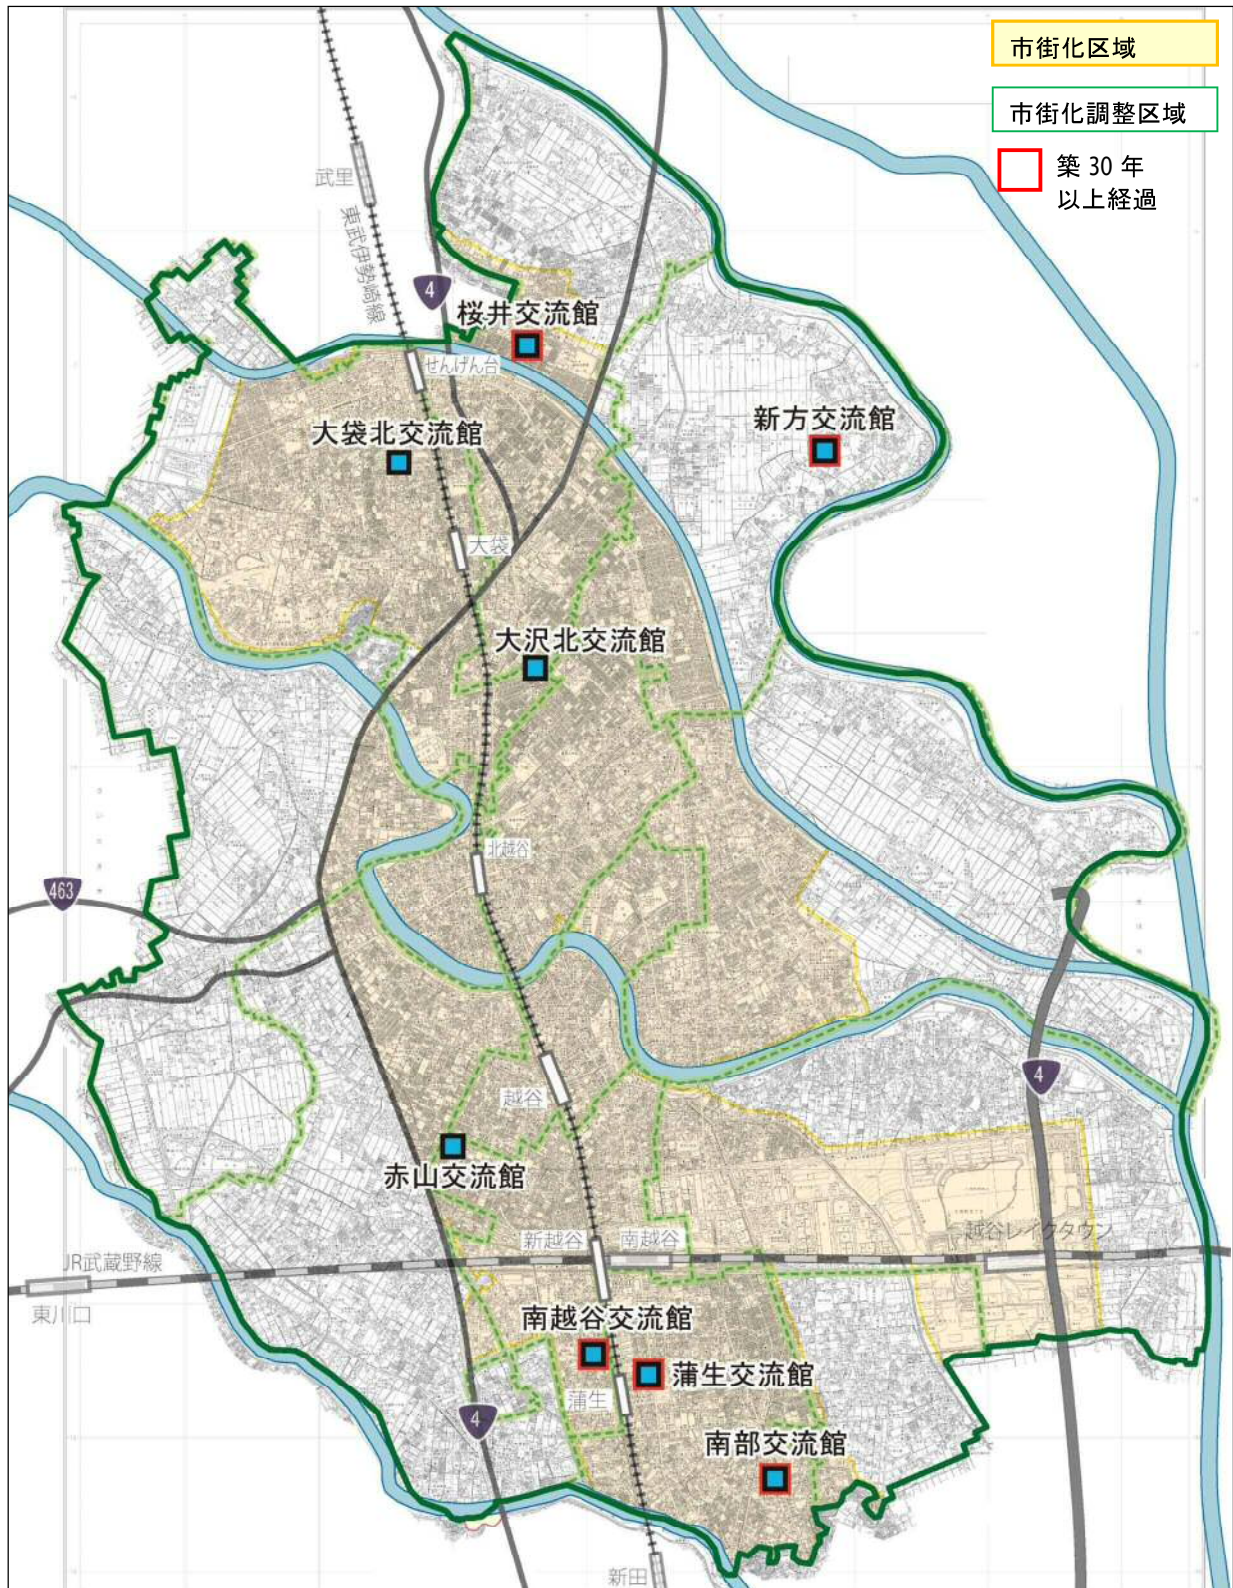 市街化区域
市街化調整区域
築 30 年
以上経過
武里
東武伊勢崎線
4
桜井交流館
せんげん台
大袋北交流館
新方交流館
大袋
大沢北交流館
北越谷
463
4
越谷
赤山交流館
新越谷
南越谷
越谷レイクタウン
JR武蔵野線
東川口
南越谷交流館
蒲生交流館
蒲生
4
南部交流館
新田